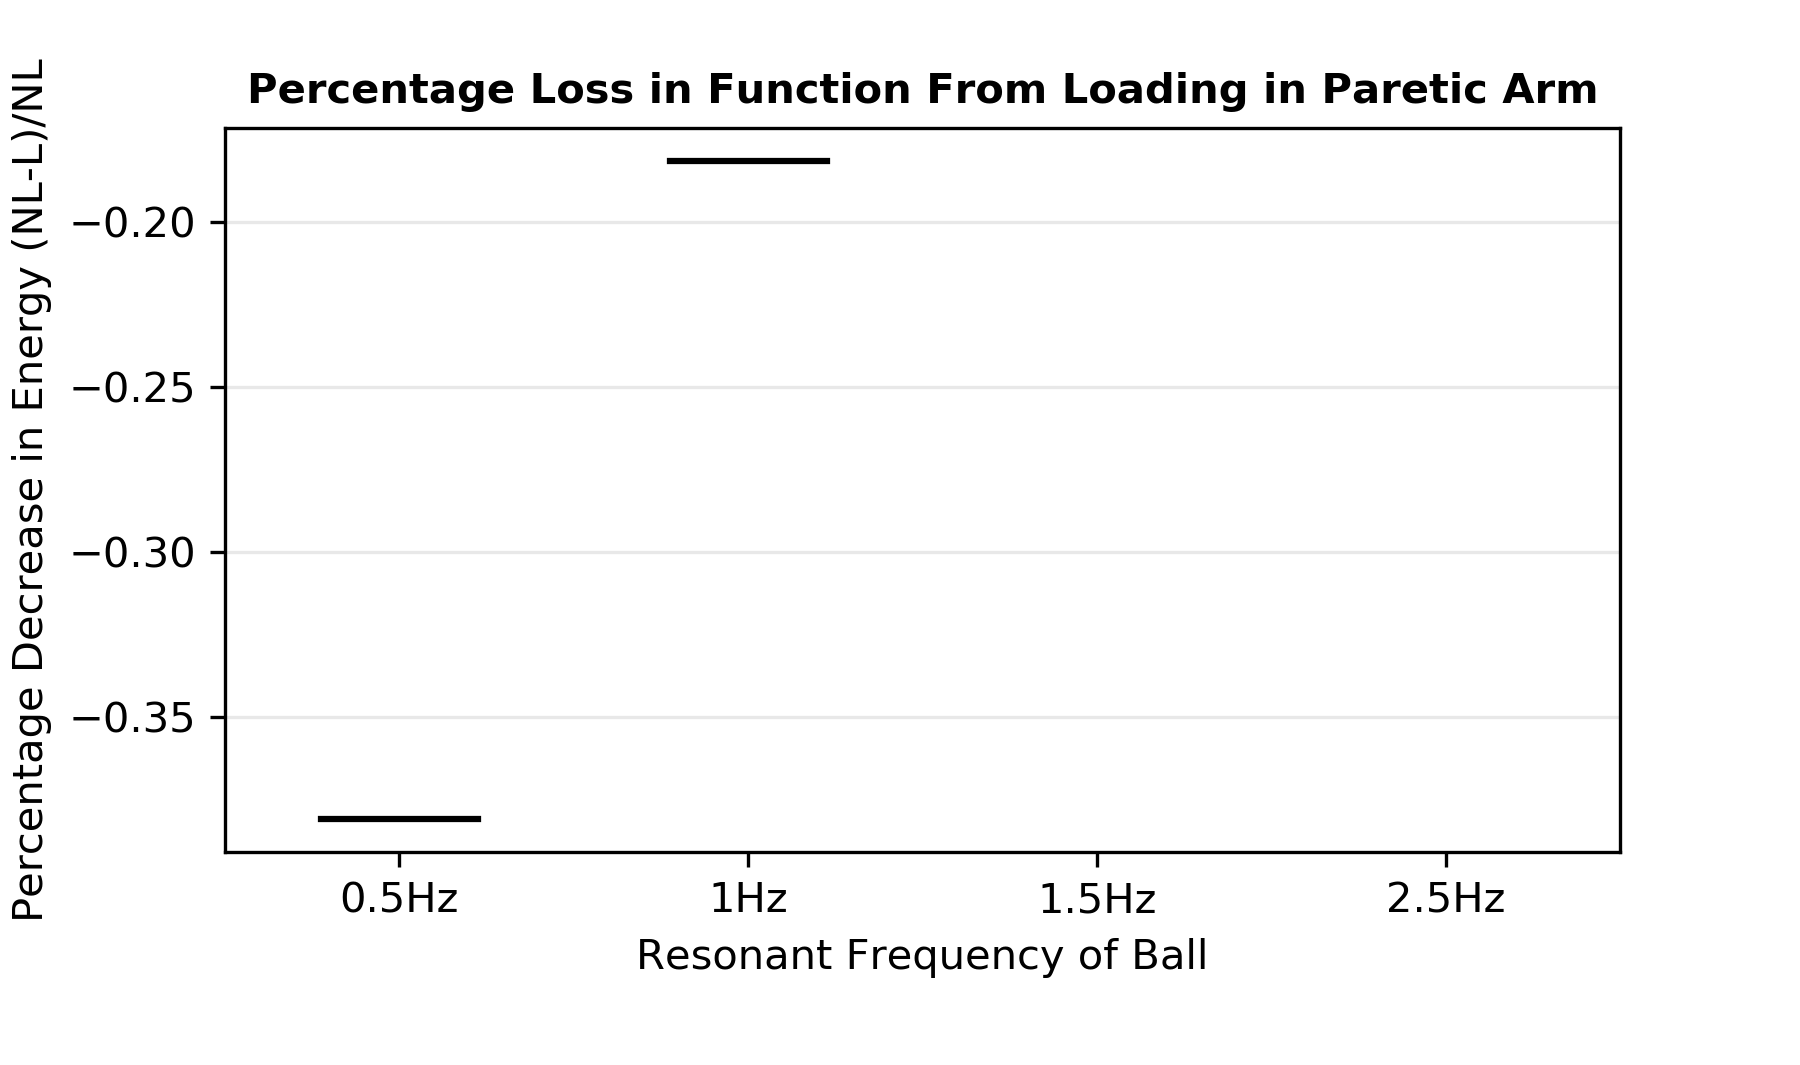 Percentage Loss in Function From Loading in Paretic Arm
Percentage Decrease in Energy (NL-L)/NL
−0.20
−0.25
−0.30
−0.35
0.5Hz 1Hz 1.5Hz 2.5Hz
Resonant Frequency of Ball